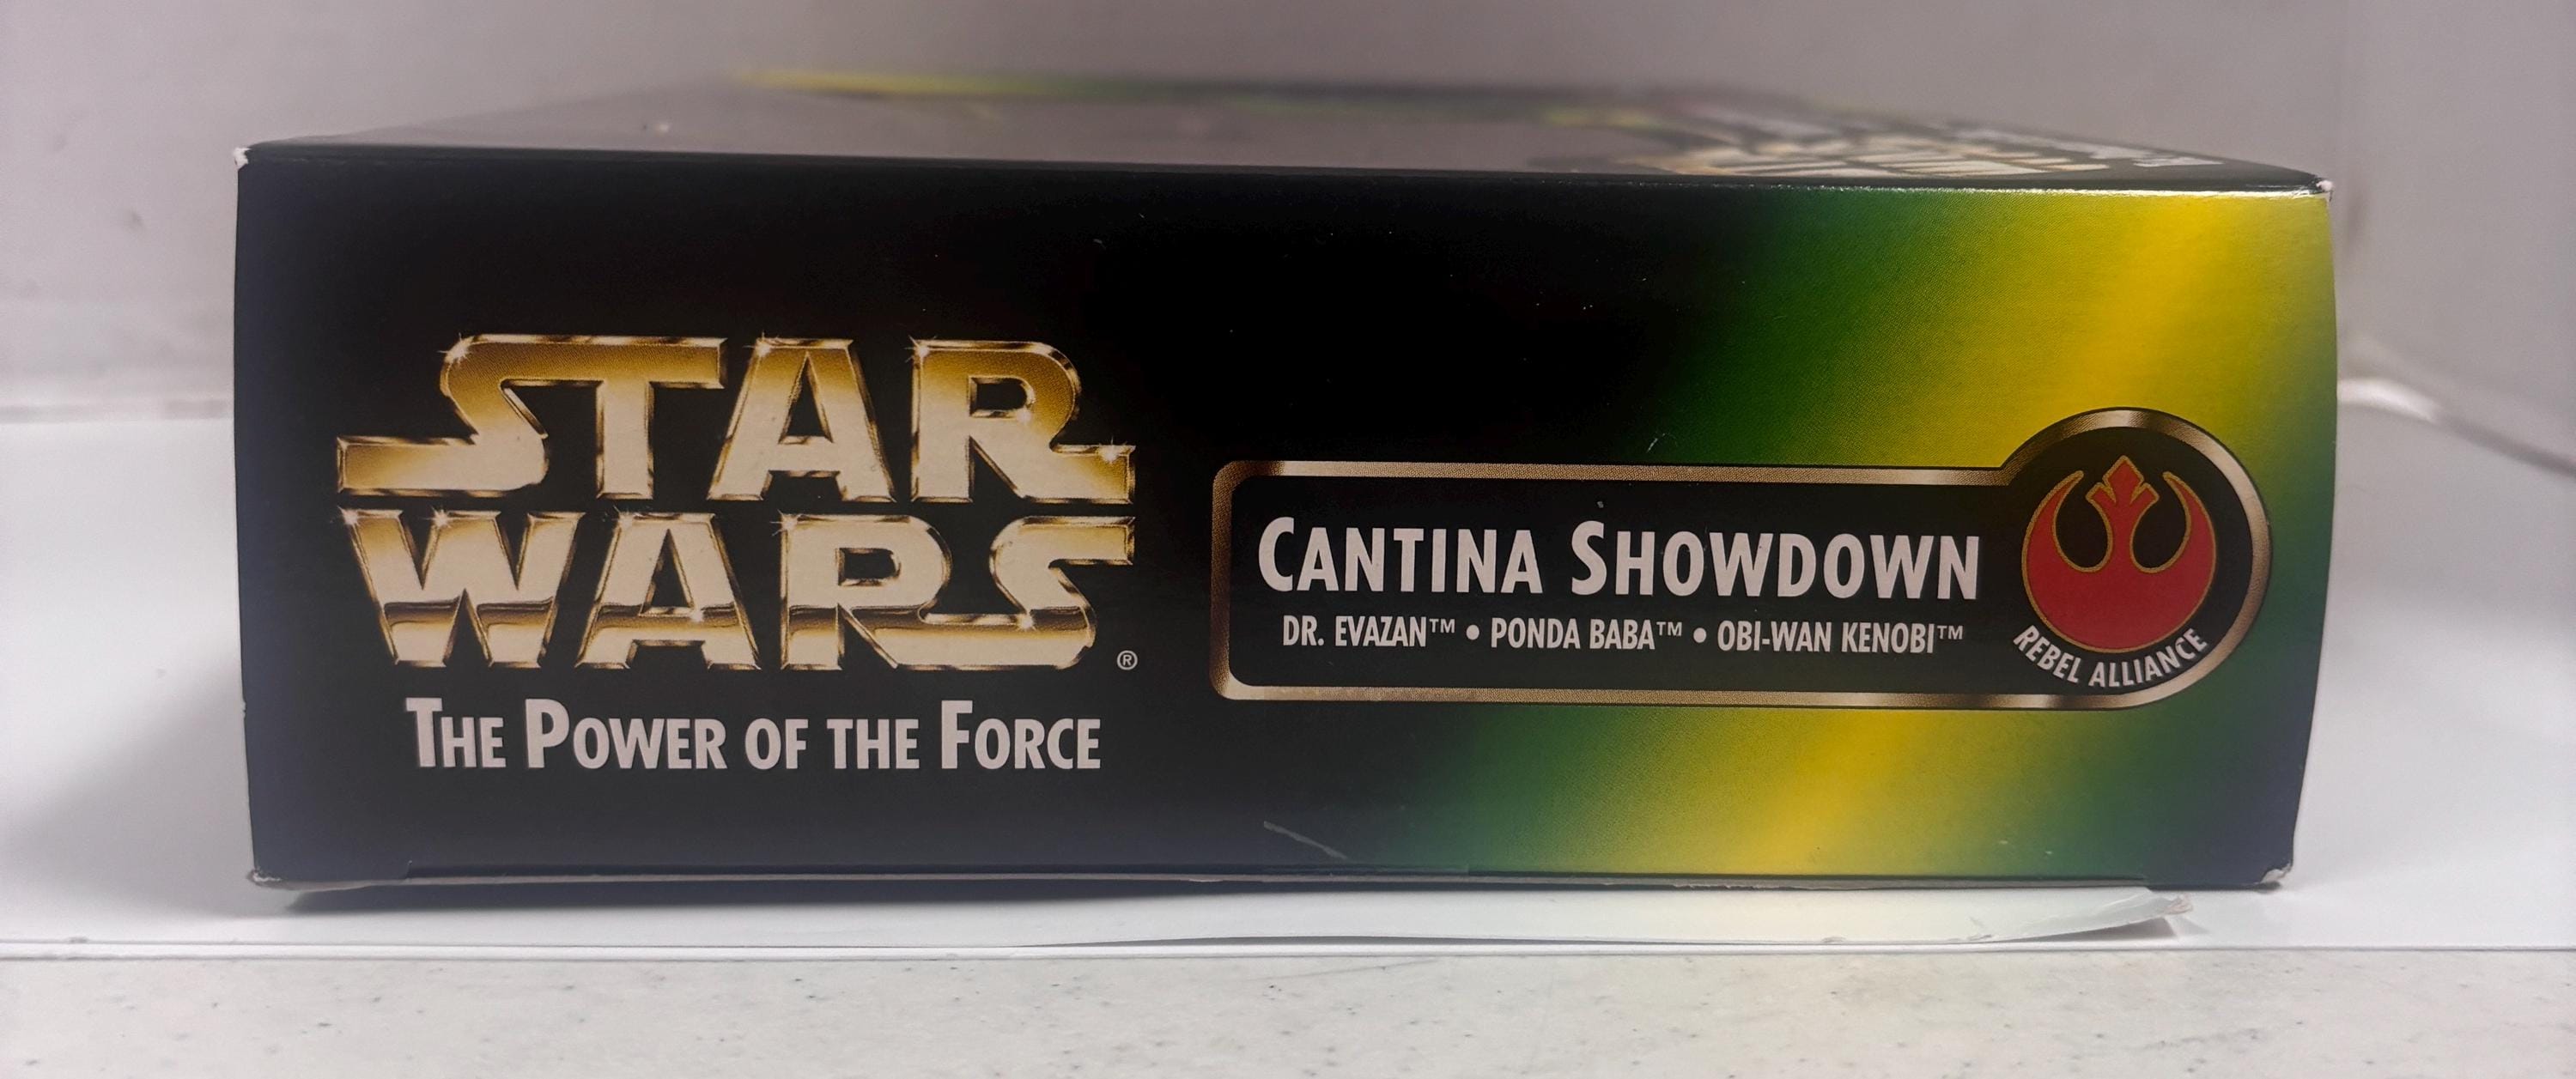 STAR
WARS®
THE POWER OF THE FORCE
CANTINA SHOWDOWN
DR. EVAZAN™ • PONDA BABA™ • OBI-WAN KENOBI™
REBEL ALLIANCE